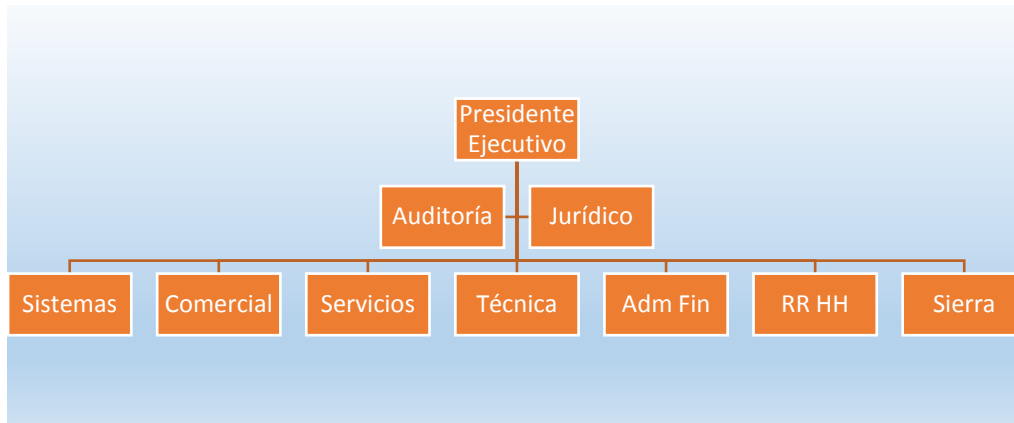 Presidente
Ejecutivo
Auditoría
Jurídico
Sistemas
Comercial
Servicios
Técnica
Adm Fin
RR HH
Sierra